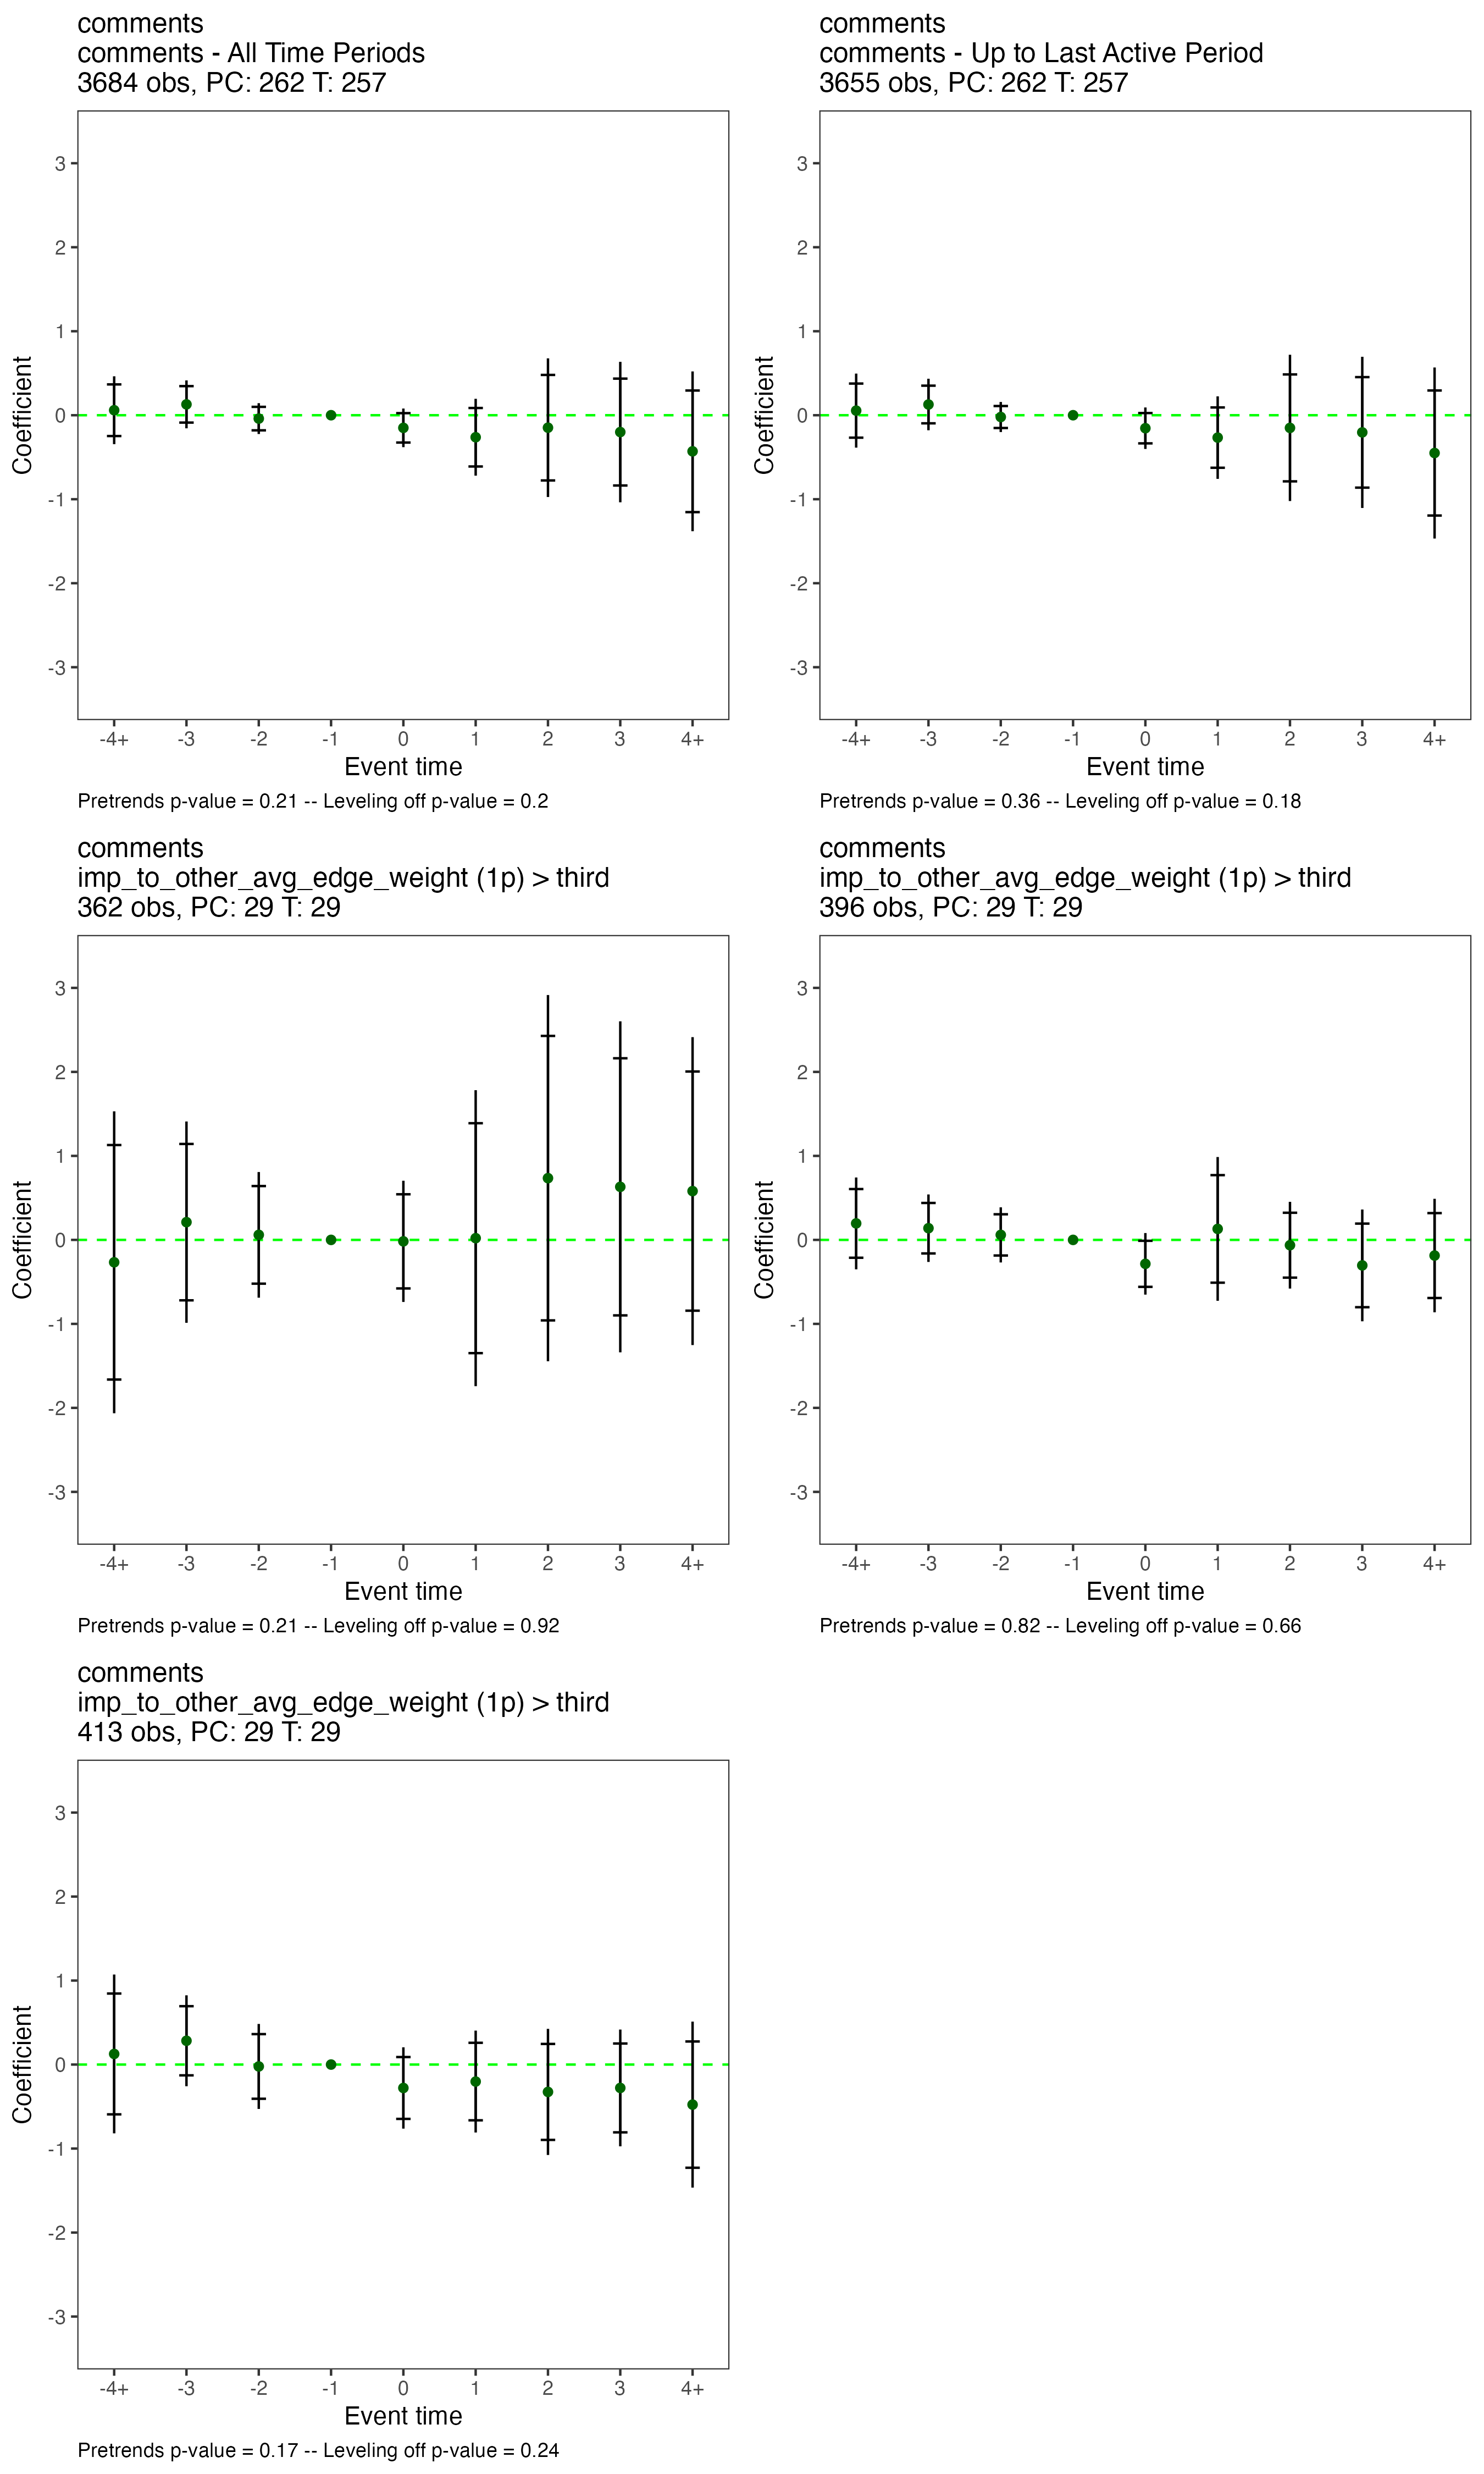 comments
comments - All Time Periods
3684 obs, PC: 262 T: 257
3
2
1
0
-1
-2
-3
Coefficient
-4+ -3 -2 -1 0 1 2 3 4+
Event time
Pretrends p-value = 0.21 -- Leveling off p-value = 0.2
comments
comments - Up to Last Active Period
3655 obs, PC: 262 T: 257
3
2
1
0
-1
-2
-3
Coefficient
-4+ -3 -2 -1 0 1 2 3 4+
Event time
Pretrends p-value = 0.36 -- Leveling off p-value = 0.18
comments
imp_to_other_avg_edge_weight (1p) > third
362 obs, PC: 29 T: 29
3
2
1
0
-1
-2
-3
Coefficient
-4+ -3 -2 -1 0 1 2 3 4+
Event time
Pretrends p-value = 0.21 -- Leveling off p-value = 0.92
comments
imp_to_other_avg_edge_weight (1p) > third
396 obs, PC: 29 T: 29
3
2
1
0
-1
-2
-3
Coefficient
-4+ -3 -2 -1 0 1 2 3 4+
Event time
Pretrends p-value = 0.82 -- Leveling off p-value = 0.66
comments
imp_to_other_avg_edge_weight (1p) > third
413 obs, PC: 29 T: 29
3
2
1
0
-1
-2
-3
Coefficient
-4+ -3 -2 -1 0 1 2 3 4+
Event time
Pretrends p-value = 0.17 -- Leveling off p-value = 0.24